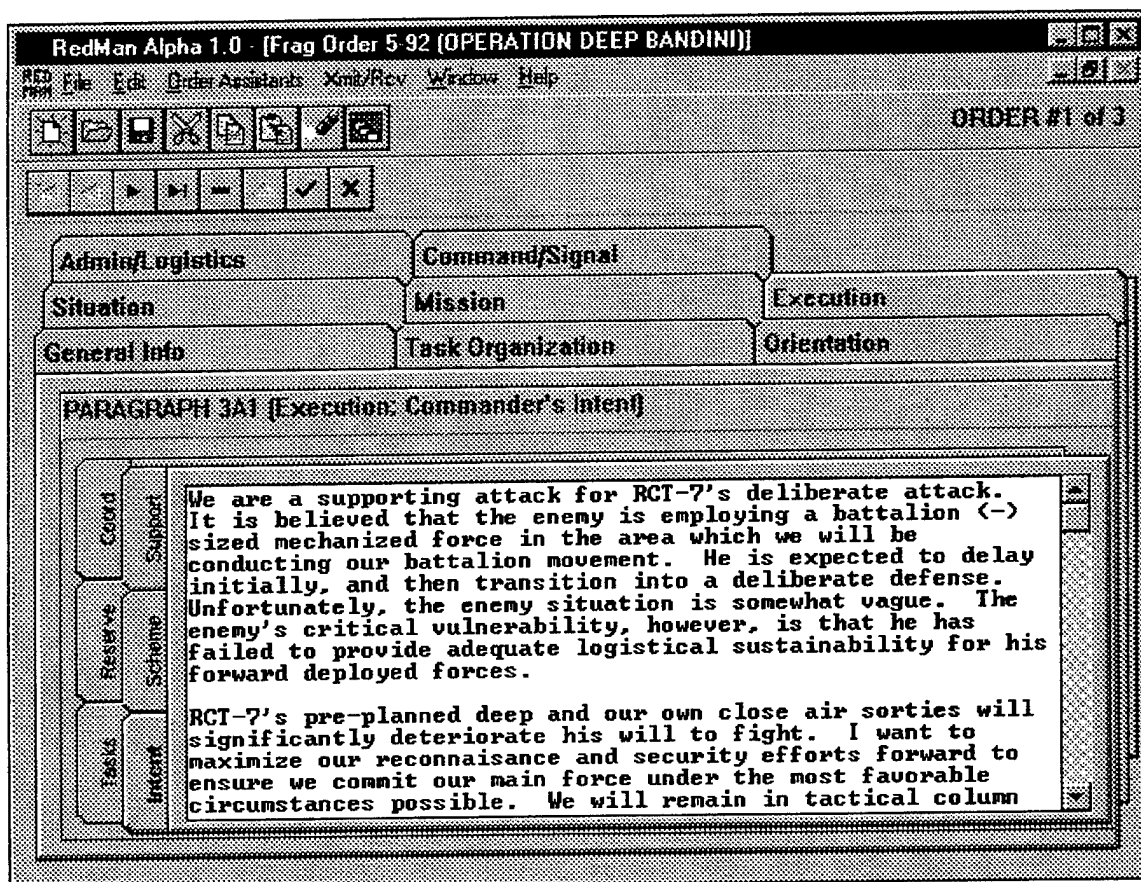 RedMan Alpha 1.0 - [Frag Order 5-92 (OPERATION DEEP BANDINI)]
RED MAN File Edit Order Assistants Xmit/Rcv Window Help
ORDER #1 of 3
Admin/Logistics Command/Signal
Situation Mission Execution
General Info Task Organization Orientation
PARAGRAPH 3A1 (Execution: Commander's Intent)
Coord
Support
Reserve
Scheme
Tasks
Intent
We are a supporting attack for RCT-7's deliberate attack.
It is believed that the enemy is employing a battalion (-)
sized mechanized force in the area which we will be
conducting our battalion movement. He is expected to delay
initially, and then transition into a deliberate defense.
Unfortunately, the enemy situation is somewhat vague. The
enemy's critical vulnerability, however, is that he has
failed to provide adequate logistical sustainability for his
forward deployed forces.
RCT-7's pre-planned deep and our own close air sorties will
significantly deteriorate his will to fight. I want to
maximize our reconnaisance and security efforts forward to
ensure we commit our main force under the most favorable
circumstances possible. We will remain in tactical column